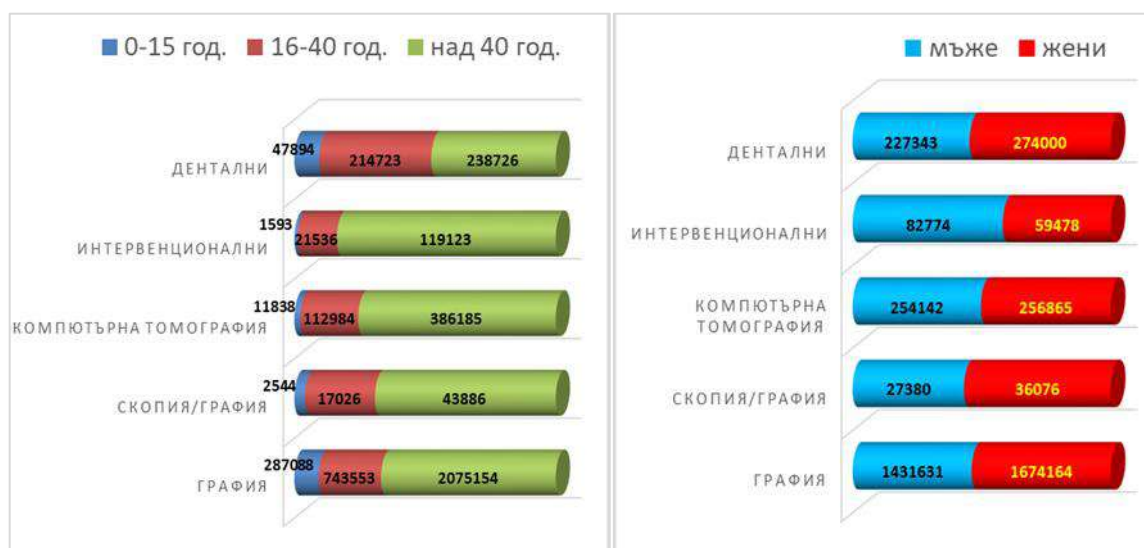 0-15 год. 16-40 год. над 40 год.
47894 214723 238726
ДЕНТАЛНИ
1593 21536 119123
ИНТЕРВЕНЦИОНАЛНИ
11838 112984 386185
КОМПЮТЪРНА ТОМОГРАФИЯ
2544 17026 43886
СКОПИЯ/ГРАФИЯ
287088 743553 2075154
ГРАФИЯ
мъже жени
227343 274000
ДЕНТАЛНИ
82774 59478
ИНТЕРВЕНЦИОНАЛНИ
254142 256865
КОМПЮТЪРНА
ТОМОГРАФИЯ
27380 36076
СКОПИЯ/ГРАФИЯ
1431631 1674164
ГРАФИЯ